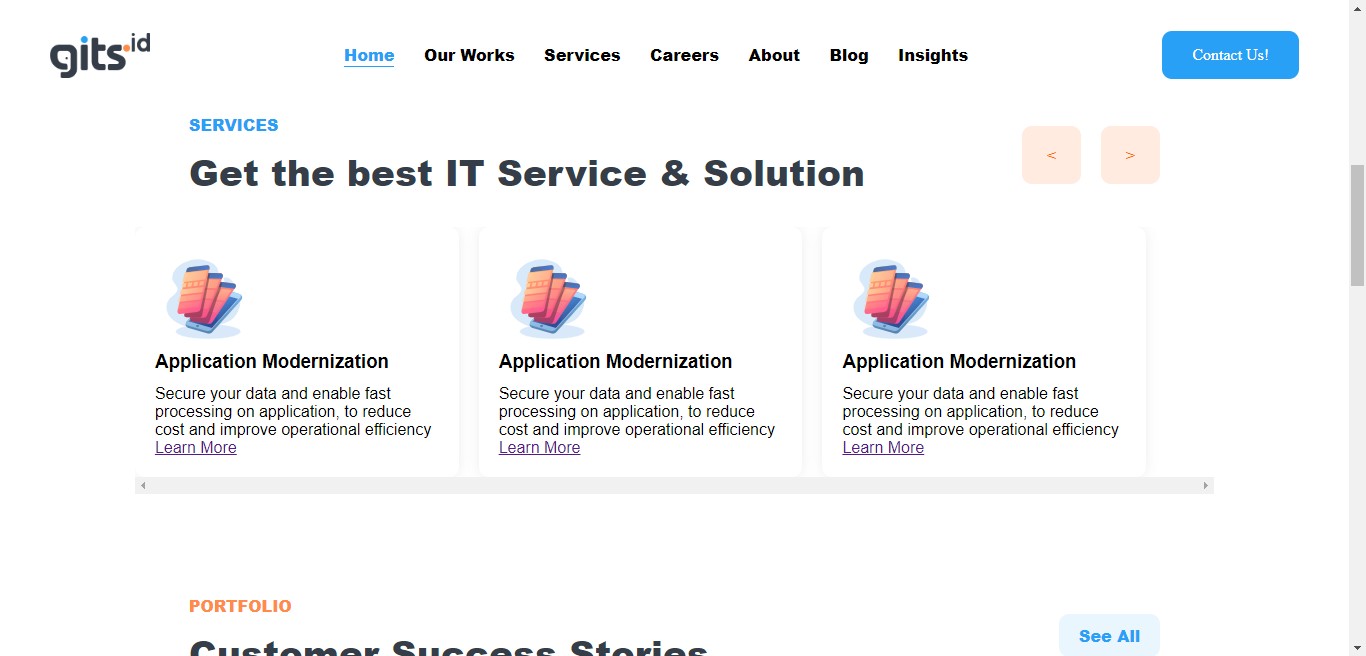 gits.id
Home Our Works Services Careers About Blog Insights Contact Us!
SERVICES
Get the best IT Service & Solution
< >
Application Modernization
Secure your data and enable fast
processing on application, to reduce
cost and improve operational efficiency
Learn More
Application Modernization
Secure your data and enable fast
processing on application, to reduce
cost and improve operational efficiency
Learn More
Application Modernization
Secure your data and enable fast
processing on application, to reduce
cost and improve operational efficiency
Learn More
PORTFOLIO
Customer Success Stories
See All